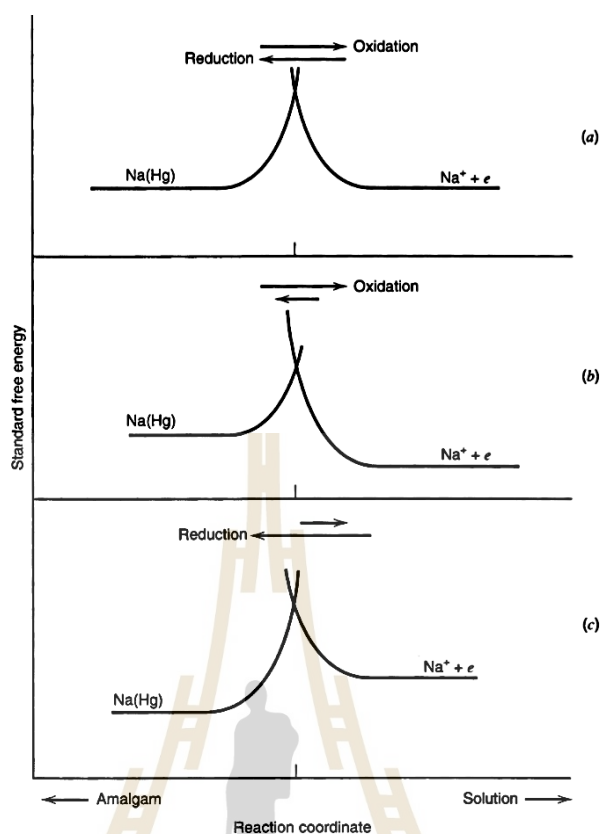 Oxidation
Reduction
(a)
Na(Hg)
Na⁺ + e
Oxidation
(b)
Na(Hg)
Na⁺ + e
Standard free energy
Reduction
(c)
Na⁺ + e
Na(Hg)
Amalgam
Solution
Reaction coordinate